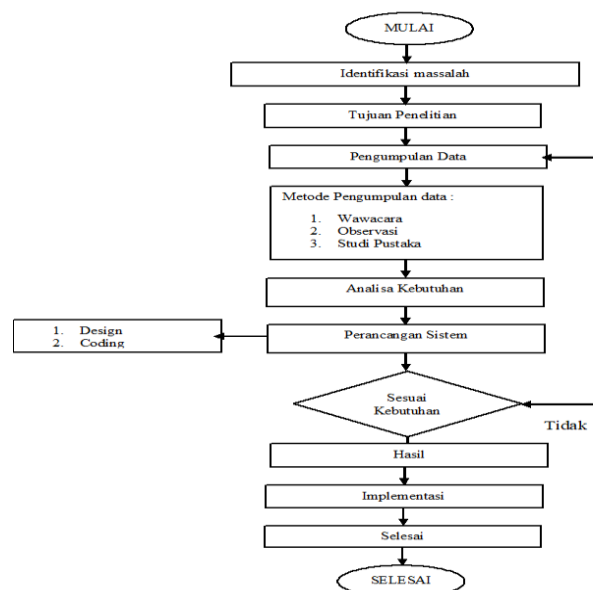 MULAI
Identifikasi massalah
Tujuan Penelitian
Pengumpulan Data
Metode Pengumpulan data :
1. Wawacara
2. Observasi
3. Studi Pustaka
Analisa Kebutuhan
Perancangan Sistem
1. Design
2. Coding
Sesuai
Kebutuhan
Tidak
Hasil
Implementasi
Selesai
SELESAI